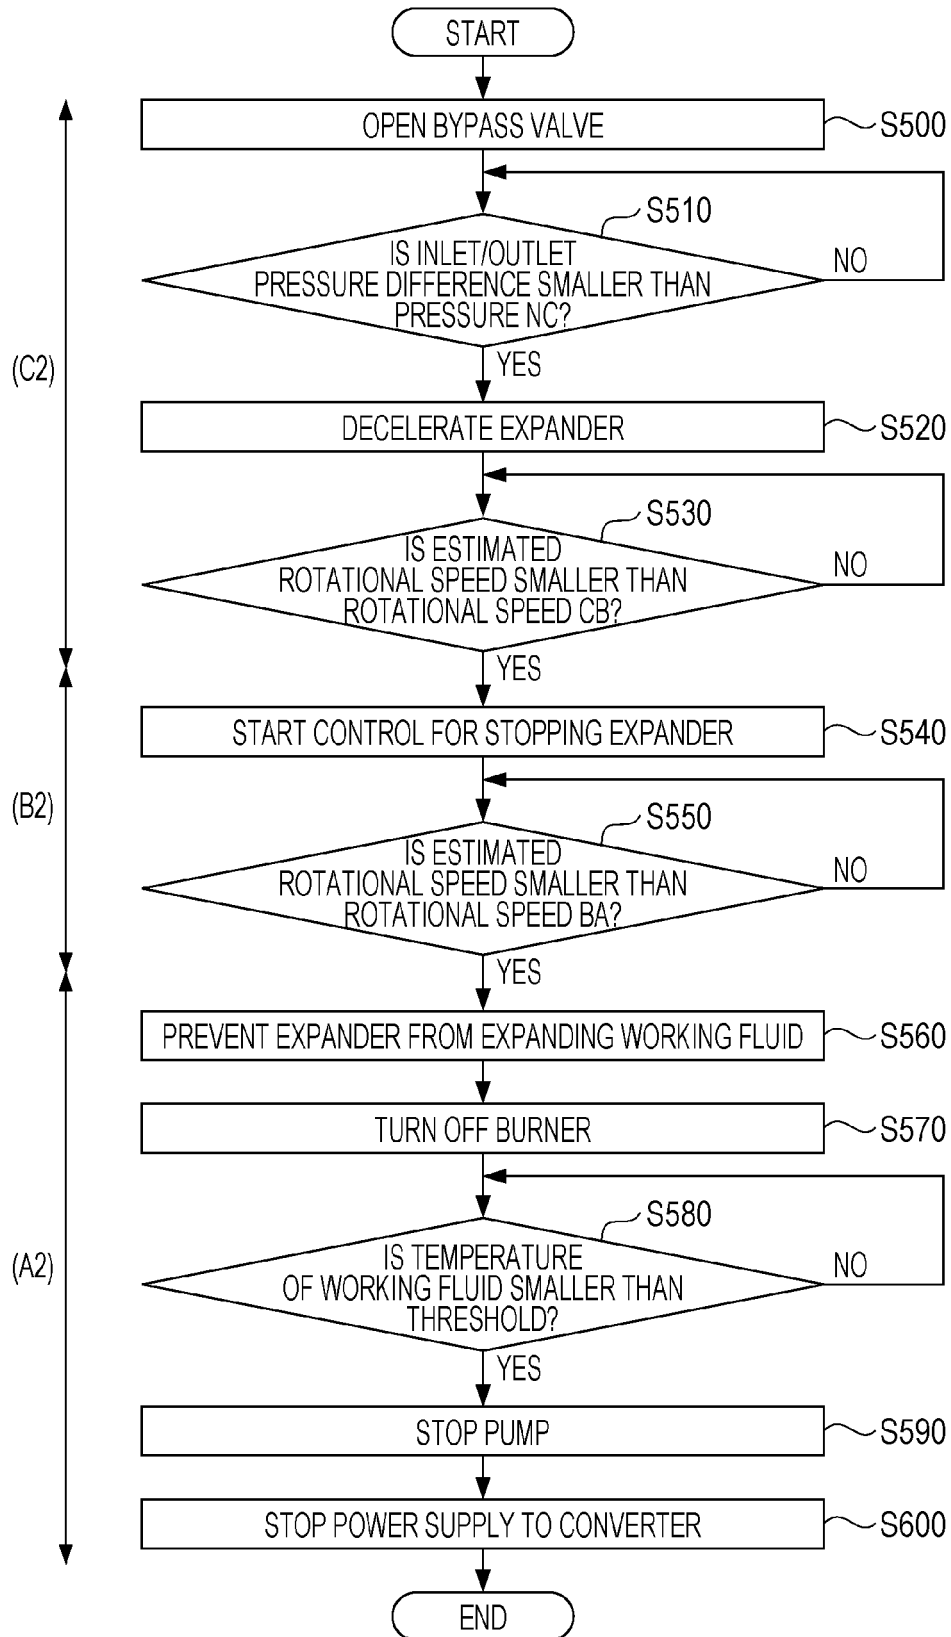 START
OPEN BYPASS VALVE
S500
S510
IS INLET/OUTLET
PRESSURE DIFFERENCE SMALLER THAN
PRESSURE NC?
NO
YES
(C2)
DECELERATE EXPANDER
S520
S530
IS ESTIMATED
ROTATIONAL SPEED SMALLER THAN
ROTATIONAL SPEED CB?
NO
YES
START CONTROL FOR STOPPING EXPANDER
S540
(B2)
S550
IS ESTIMATED
ROTATIONAL SPEED SMALLER THAN
ROTATIONAL SPEED BA?
NO
YES
PREVENT EXPANDER FROM EXPANDING WORKING FLUID
S560
TURN OFF BURNER
S570
S580
(A2)
IS TEMPERATURE
OF WORKING FLUID SMALLER THAN
THRESHOLD?
NO
YES
STOP PUMP
S590
STOP POWER SUPPLY TO CONVERTER
S600
END